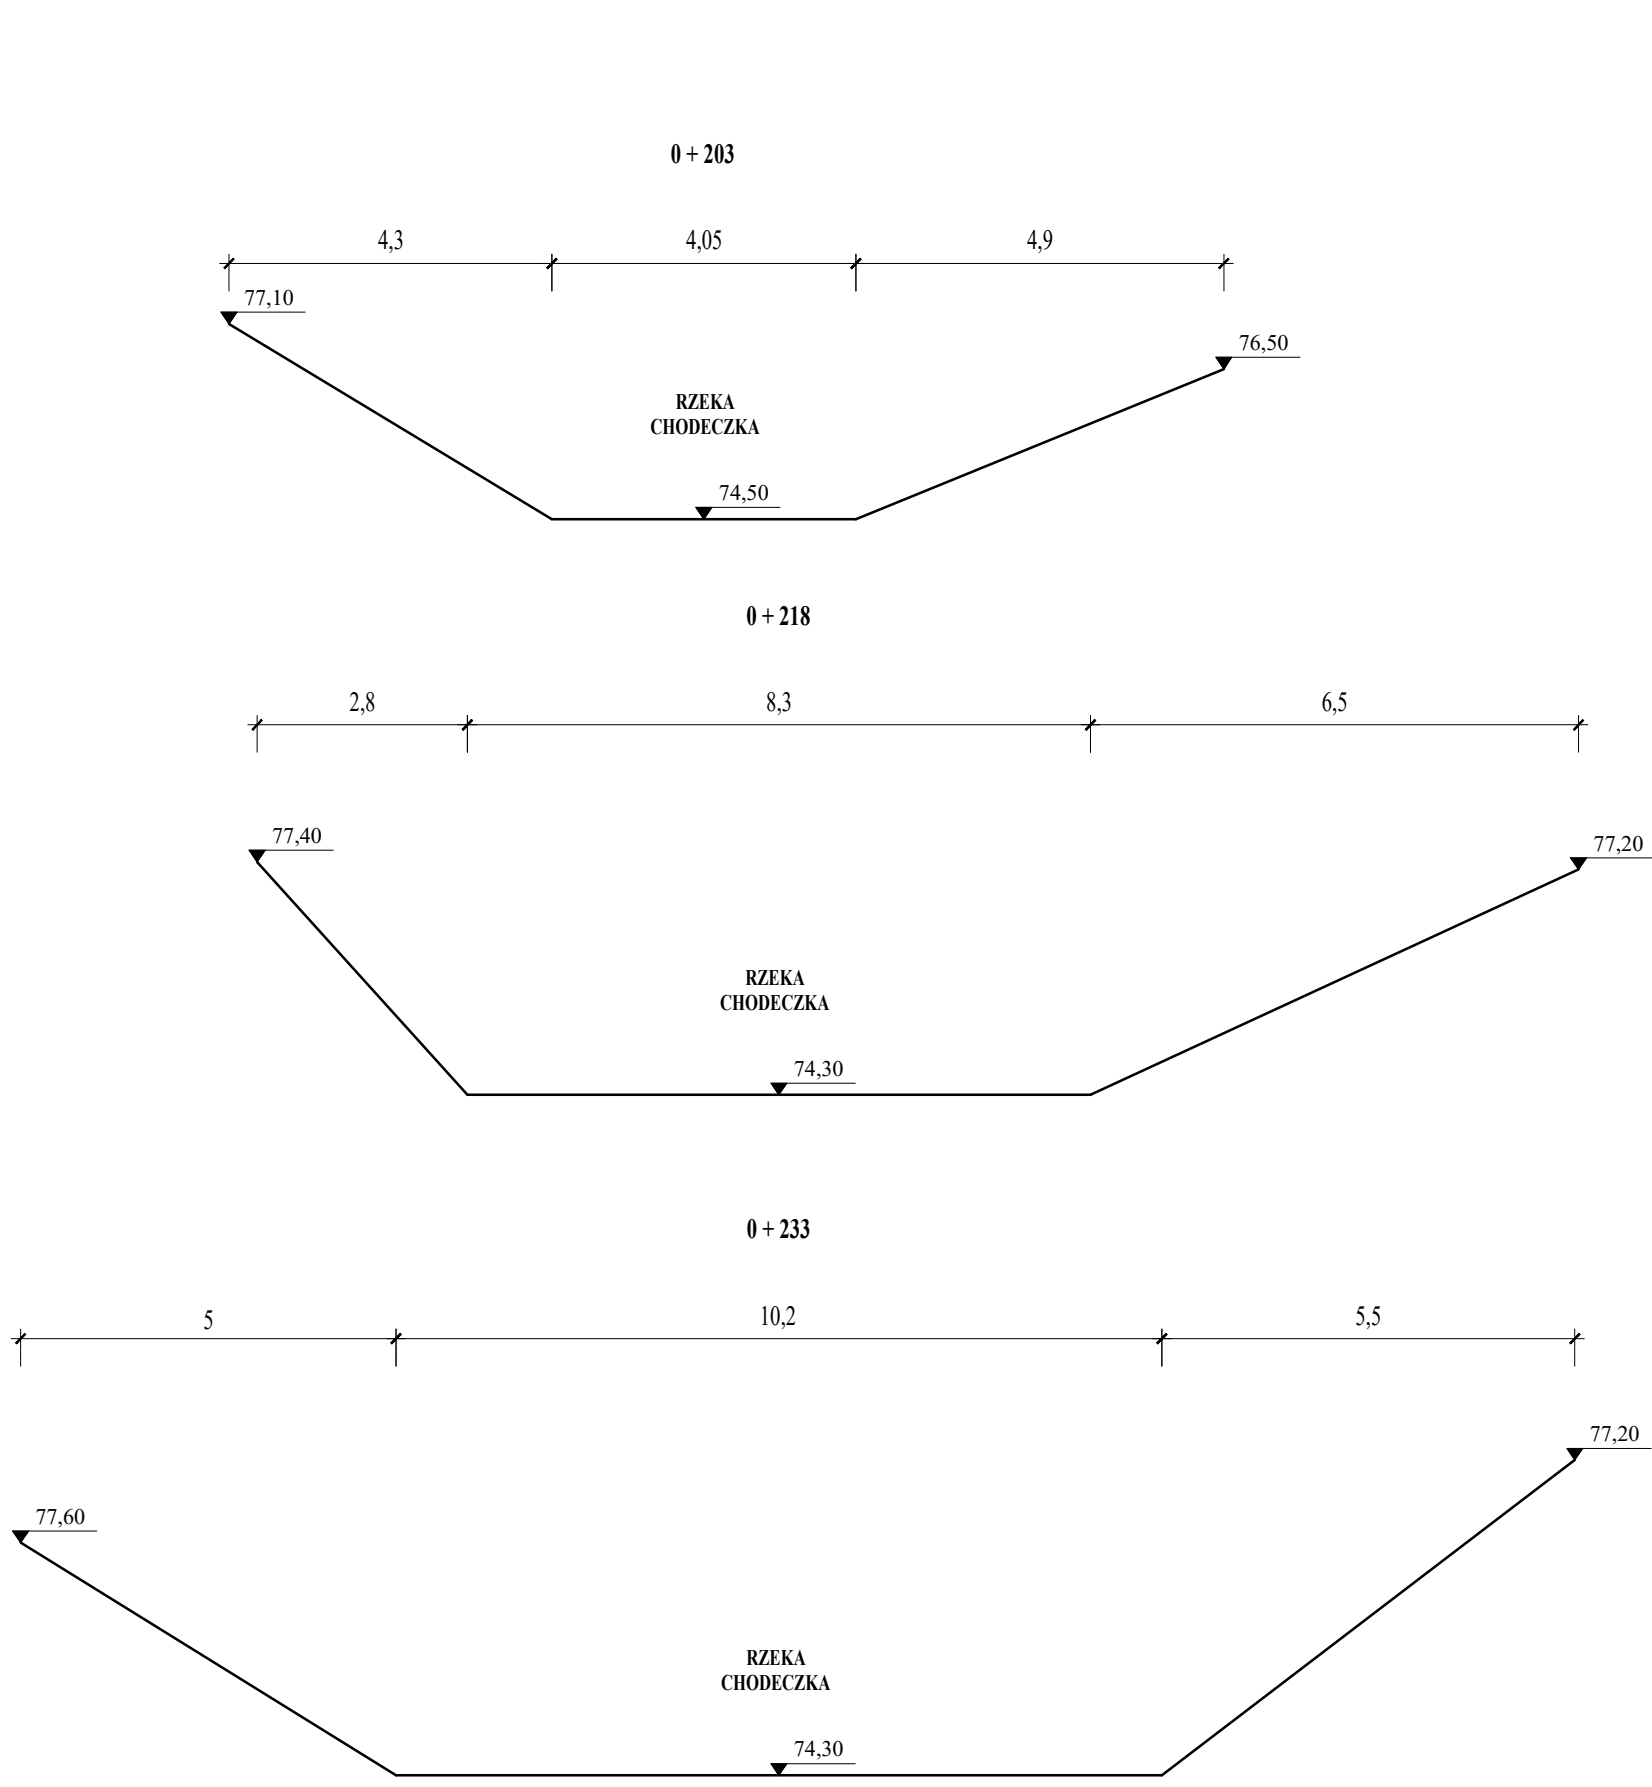 0 + 203
4,3 4,05 4,9
77,10
76,50
RZEKA
CHODECZKA
74,50
0 + 218
2,8 8,3 6,5
77,40
77,20
RZEKA
CHODECZKA
74,30
0 + 233
5 10,2 5,5
77,20
77,60
RZEKA
CHODECZKA
74,30